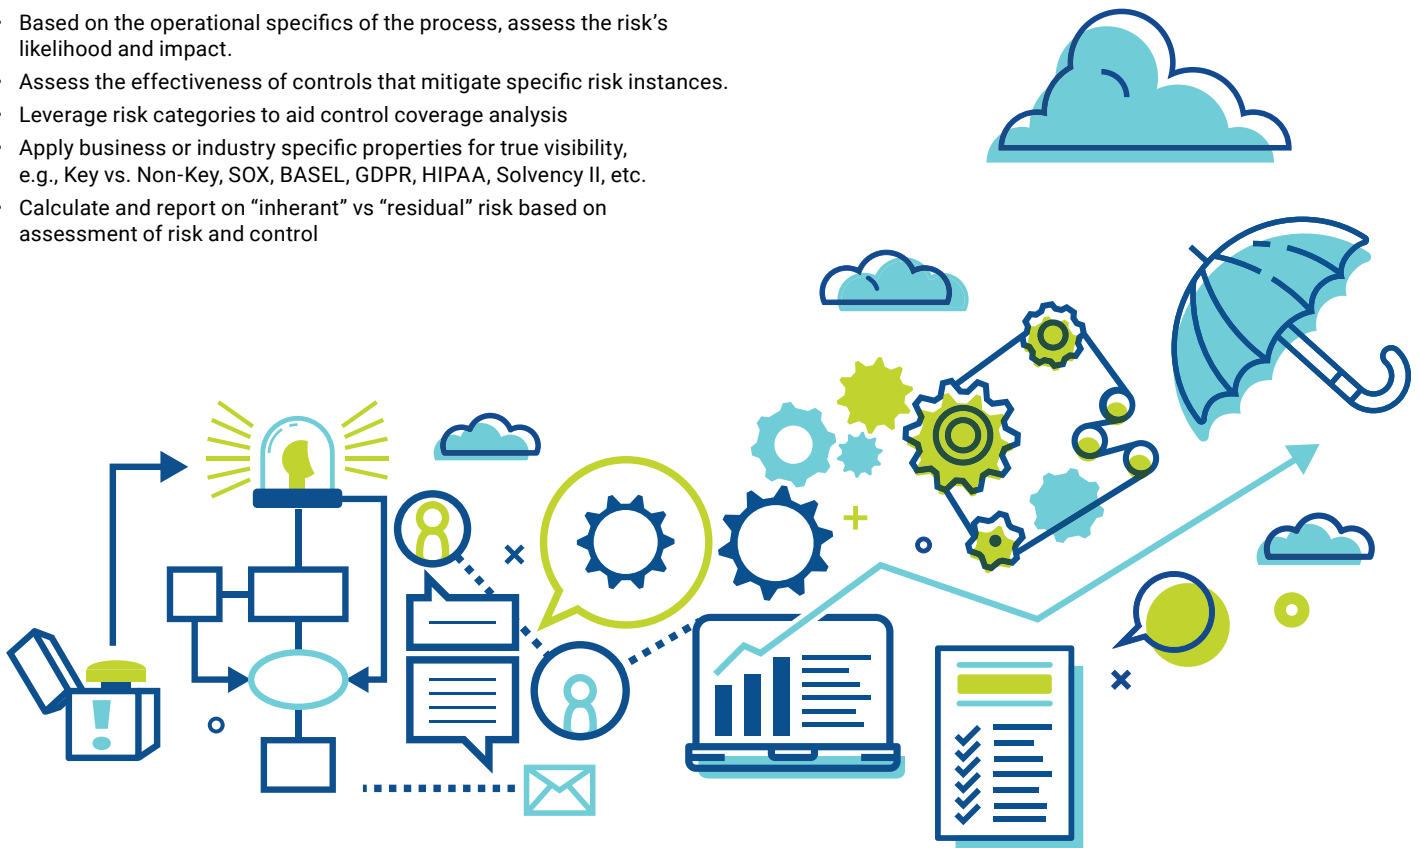 • Based on the operational specifics of the process, assess the risk’s
likelihood and impact.
• Assess the effectiveness of controls that mitigate specific risk instances.
• Leverage risk categories to aid control coverage analysis
• Apply business or industry specific properties for true visibility,
e.g., Key vs. Non-Key, SOX, BASEL, GDPR, HIPAA, Solvency II, etc.
• Calculate and report on “inherant” vs “residual” risk based on
assessment of risk and control